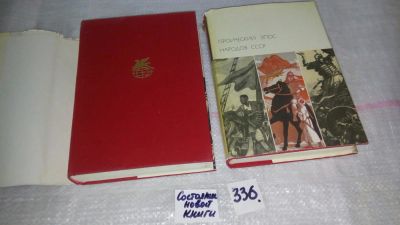 ГЕРОИЧЕСКИЙ ЭПОС
НАРОДОВ СССР
Состояние
новой
книги
336.